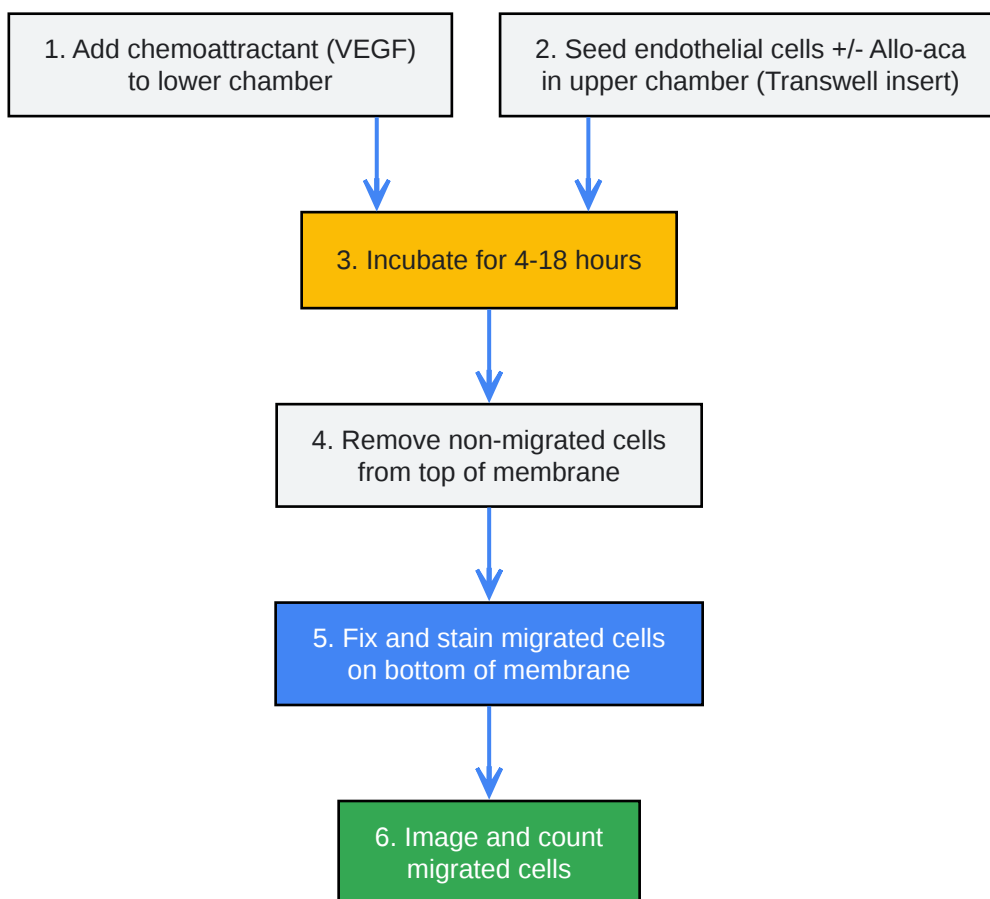 1. Add chemoattractant (VEGF)
to lower chamber
2. Seed endothelial cells +/- Allo-aca
in upper chamber (Transwell insert)
3. Incubate for 4-18 hours
4. Remove non-migrated cells
from top of membrane
5. Fix and stain migrated cells
on bottom of membrane
6. Image and count
migrated cells